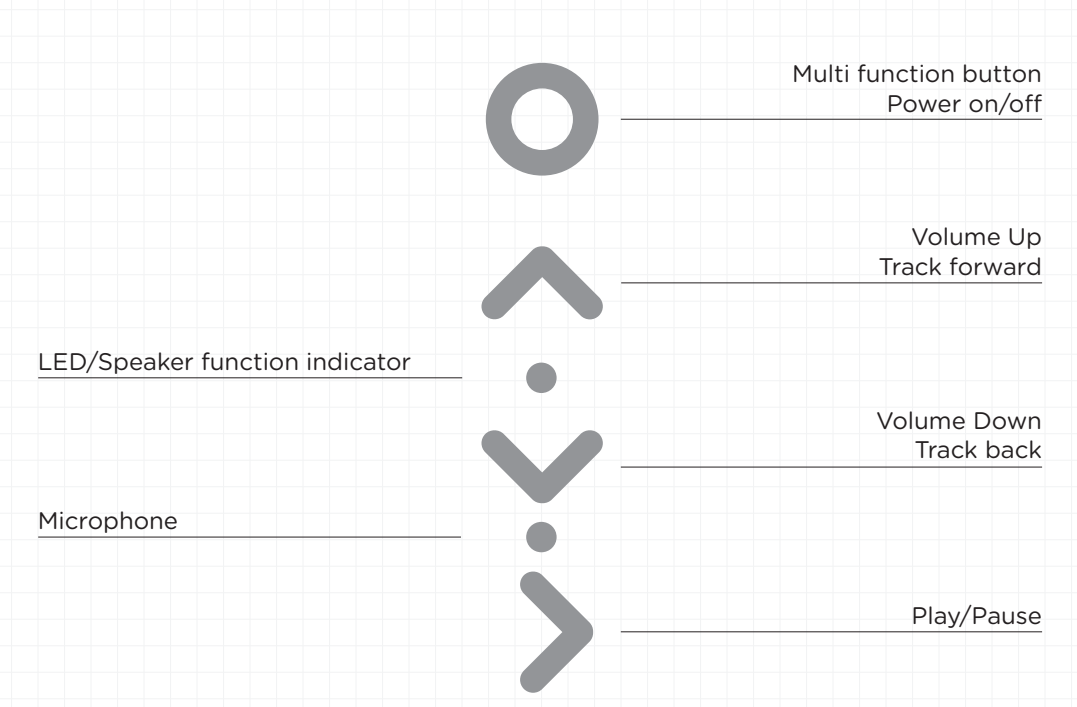 Multi function button
Power on/off
Volume Up
Track forward
LED/Speaker function indicator
Volume Down
Track back
Microphone
Play/Pause